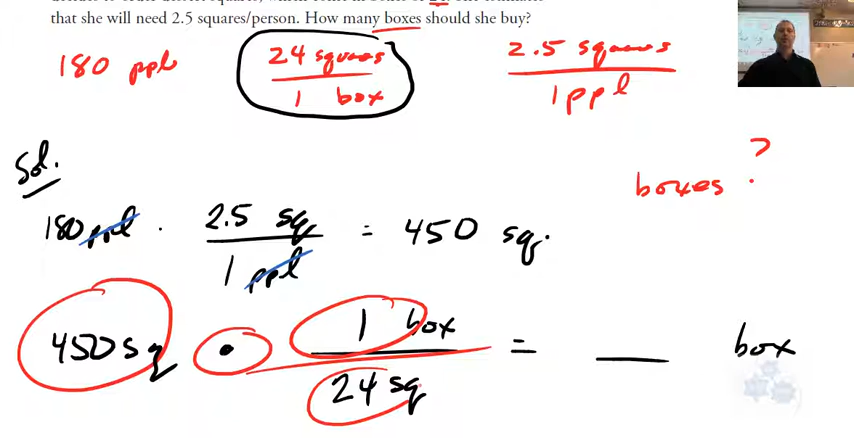 that she will need 2.5 squares/person. How many boxes should she buy?
180 ppl
24 squares
1 box
2.5 squares
1 ppl
boxes ?
Sol.
180 ppl · 2.5 sq / 1 ppl = 450 sq.
450 sq · 1 box / 24 sq = ___ box